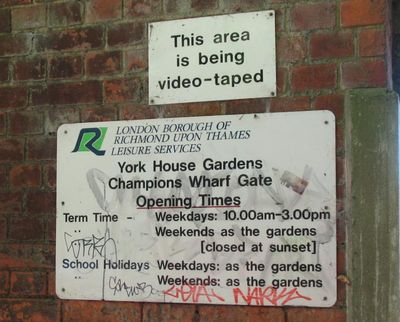 This area
is being
video-taped
LONDON BOROUGH OF
RICHMOND UPON THAMES
LEISURE SERVICES
York House Gardens
Champions Wharf Gate
Opening Times
Term Time - Weekdays: 10.00am-3.00pm
Weekends as the gardens
[closed at sunset]
School Holidays Weekdays: as the gardens
Weekends: as the gardens